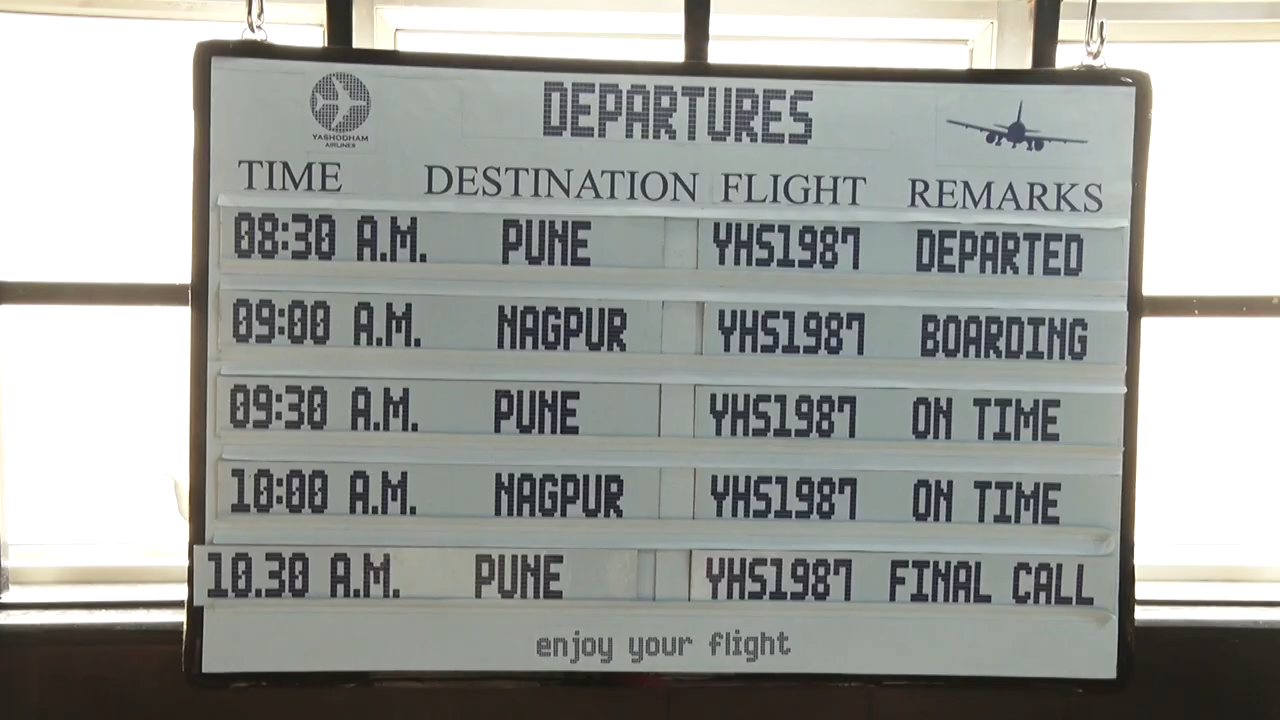 YASHODHAM
AIRLINES
DEPARTURES
TIME DESTINATION FLIGHT REMARKS
08:30 A.M. PUNE YHS1987 DEPARTED
09:00 A.M. NAGPUR YHS1987 BOARDING
09:30 A.M. PUNE YHS1987 ON TIME
10:00 A.M. NAGPUR YHS1987 ON TIME
10.30 A.M. PUNE YHS1987 FINAL CALL
enjoy your flight